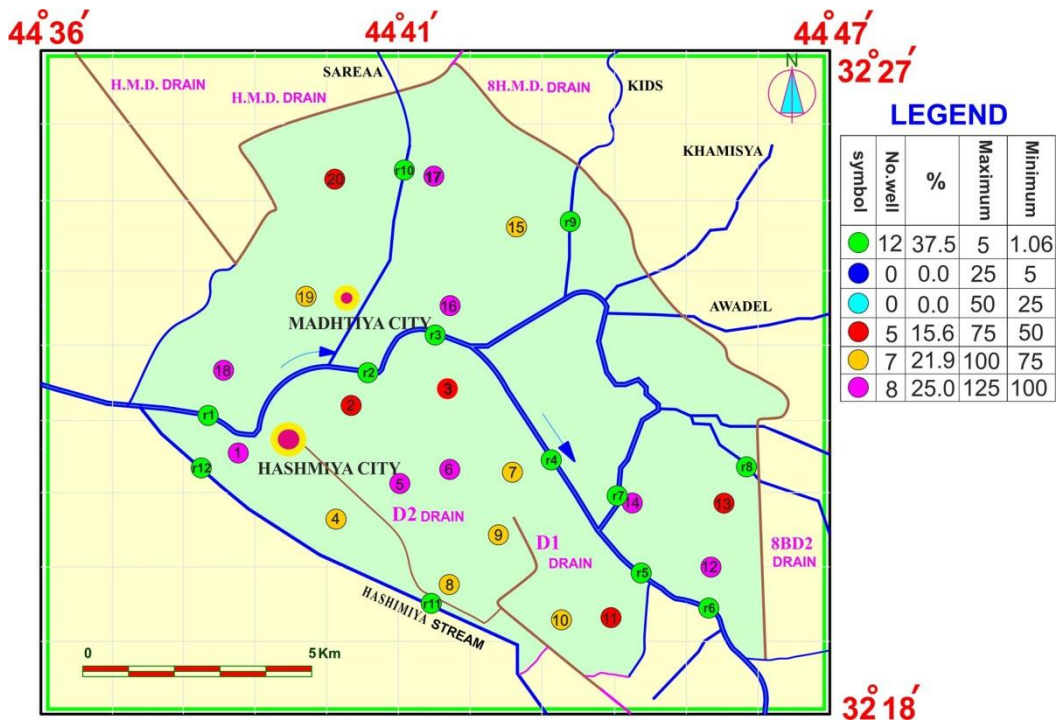 44°36′
44°41′
44°47′
32°27′
N
SAREAA
H.M.D. DRAIN
H.M.D. DRAIN
8H.M.D. DRAIN
KIDS
KHAMISYA
LEGEND
symbol No.well % Maximum Minimum
12 37.5 5 1.06
0 0.0 25 5
0 0.0 50 25
5 15.6 75 50
7 21.9 100 75
8 25.0 125 100
20
r10
17
15
r9
19
16
MADHTIYA CITY
r3
AWADEL
18
r2
3
2
r1
1
HASHMIYA CITY
r12
5
6
7
r4
r8
r7
14
13
4
D2 DRAIN
9
D1
DRAIN
8BD2
DRAIN
12
8
r5
r11
r6
HASHIMIYA STREAM
10
11
0 5 Km
32°18′